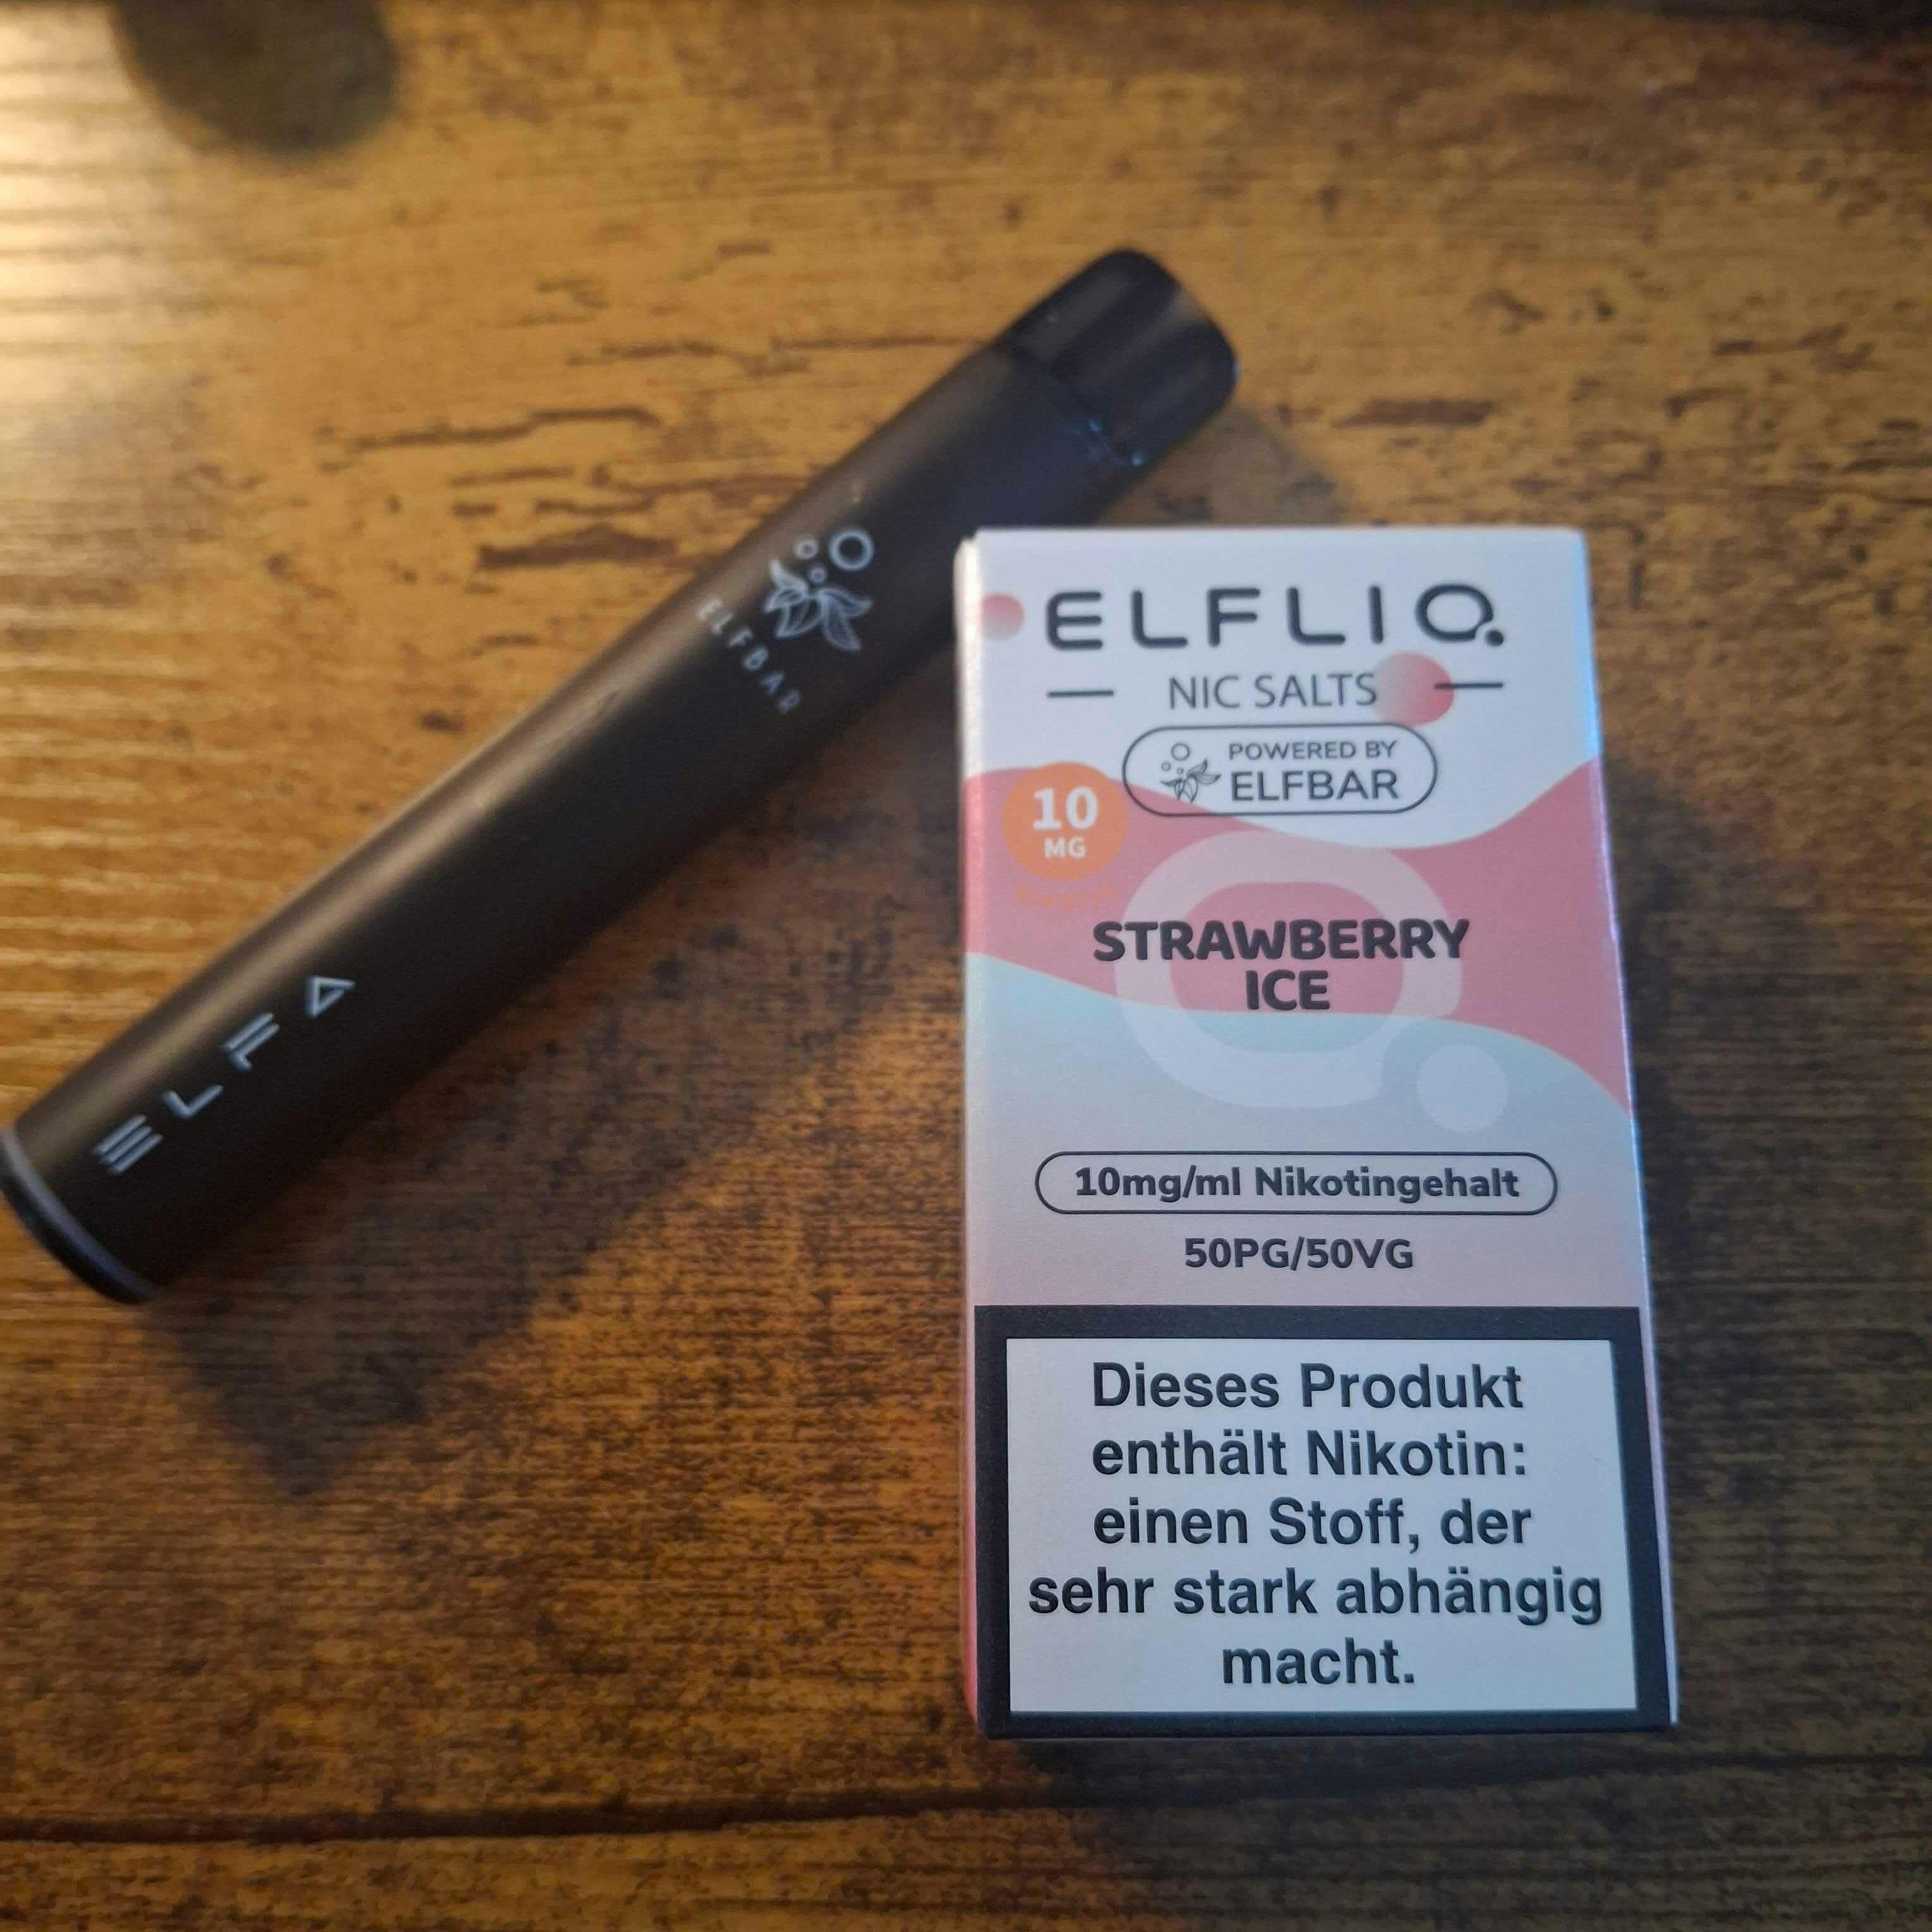 ELFBAR
ELFA
ELFLIQ
NIC SALTS
POWERED BY
ELFBAR
10
MG
STRAWBERRY
ICE
10mg/ml Nikotingehalt
50PG/50VG
Dieses Produkt
enthält Nikotin:
einen Stoff, der
sehr stark abhängig
macht.